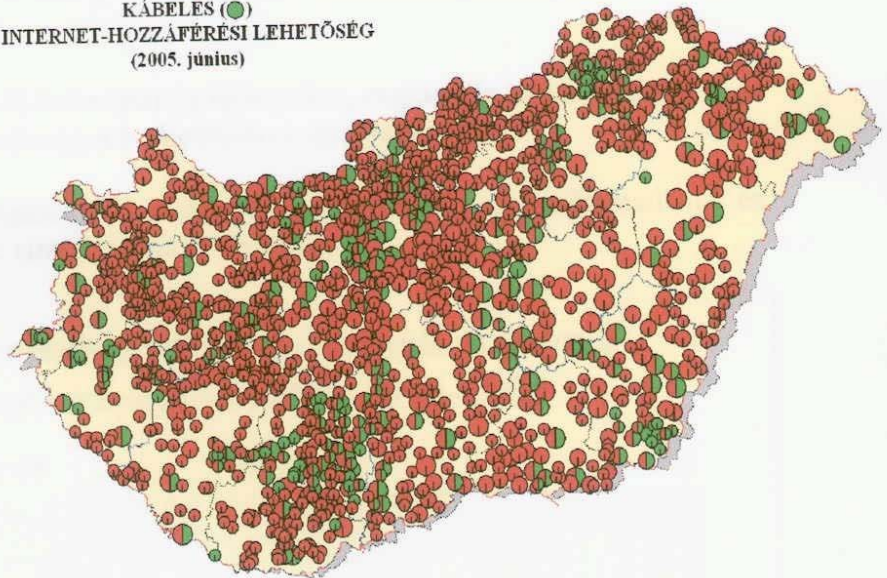 KÁBELES ( )
INTERNET-HOZZÁFÉRÉSI LEHETŐSÉG
(2005. június)